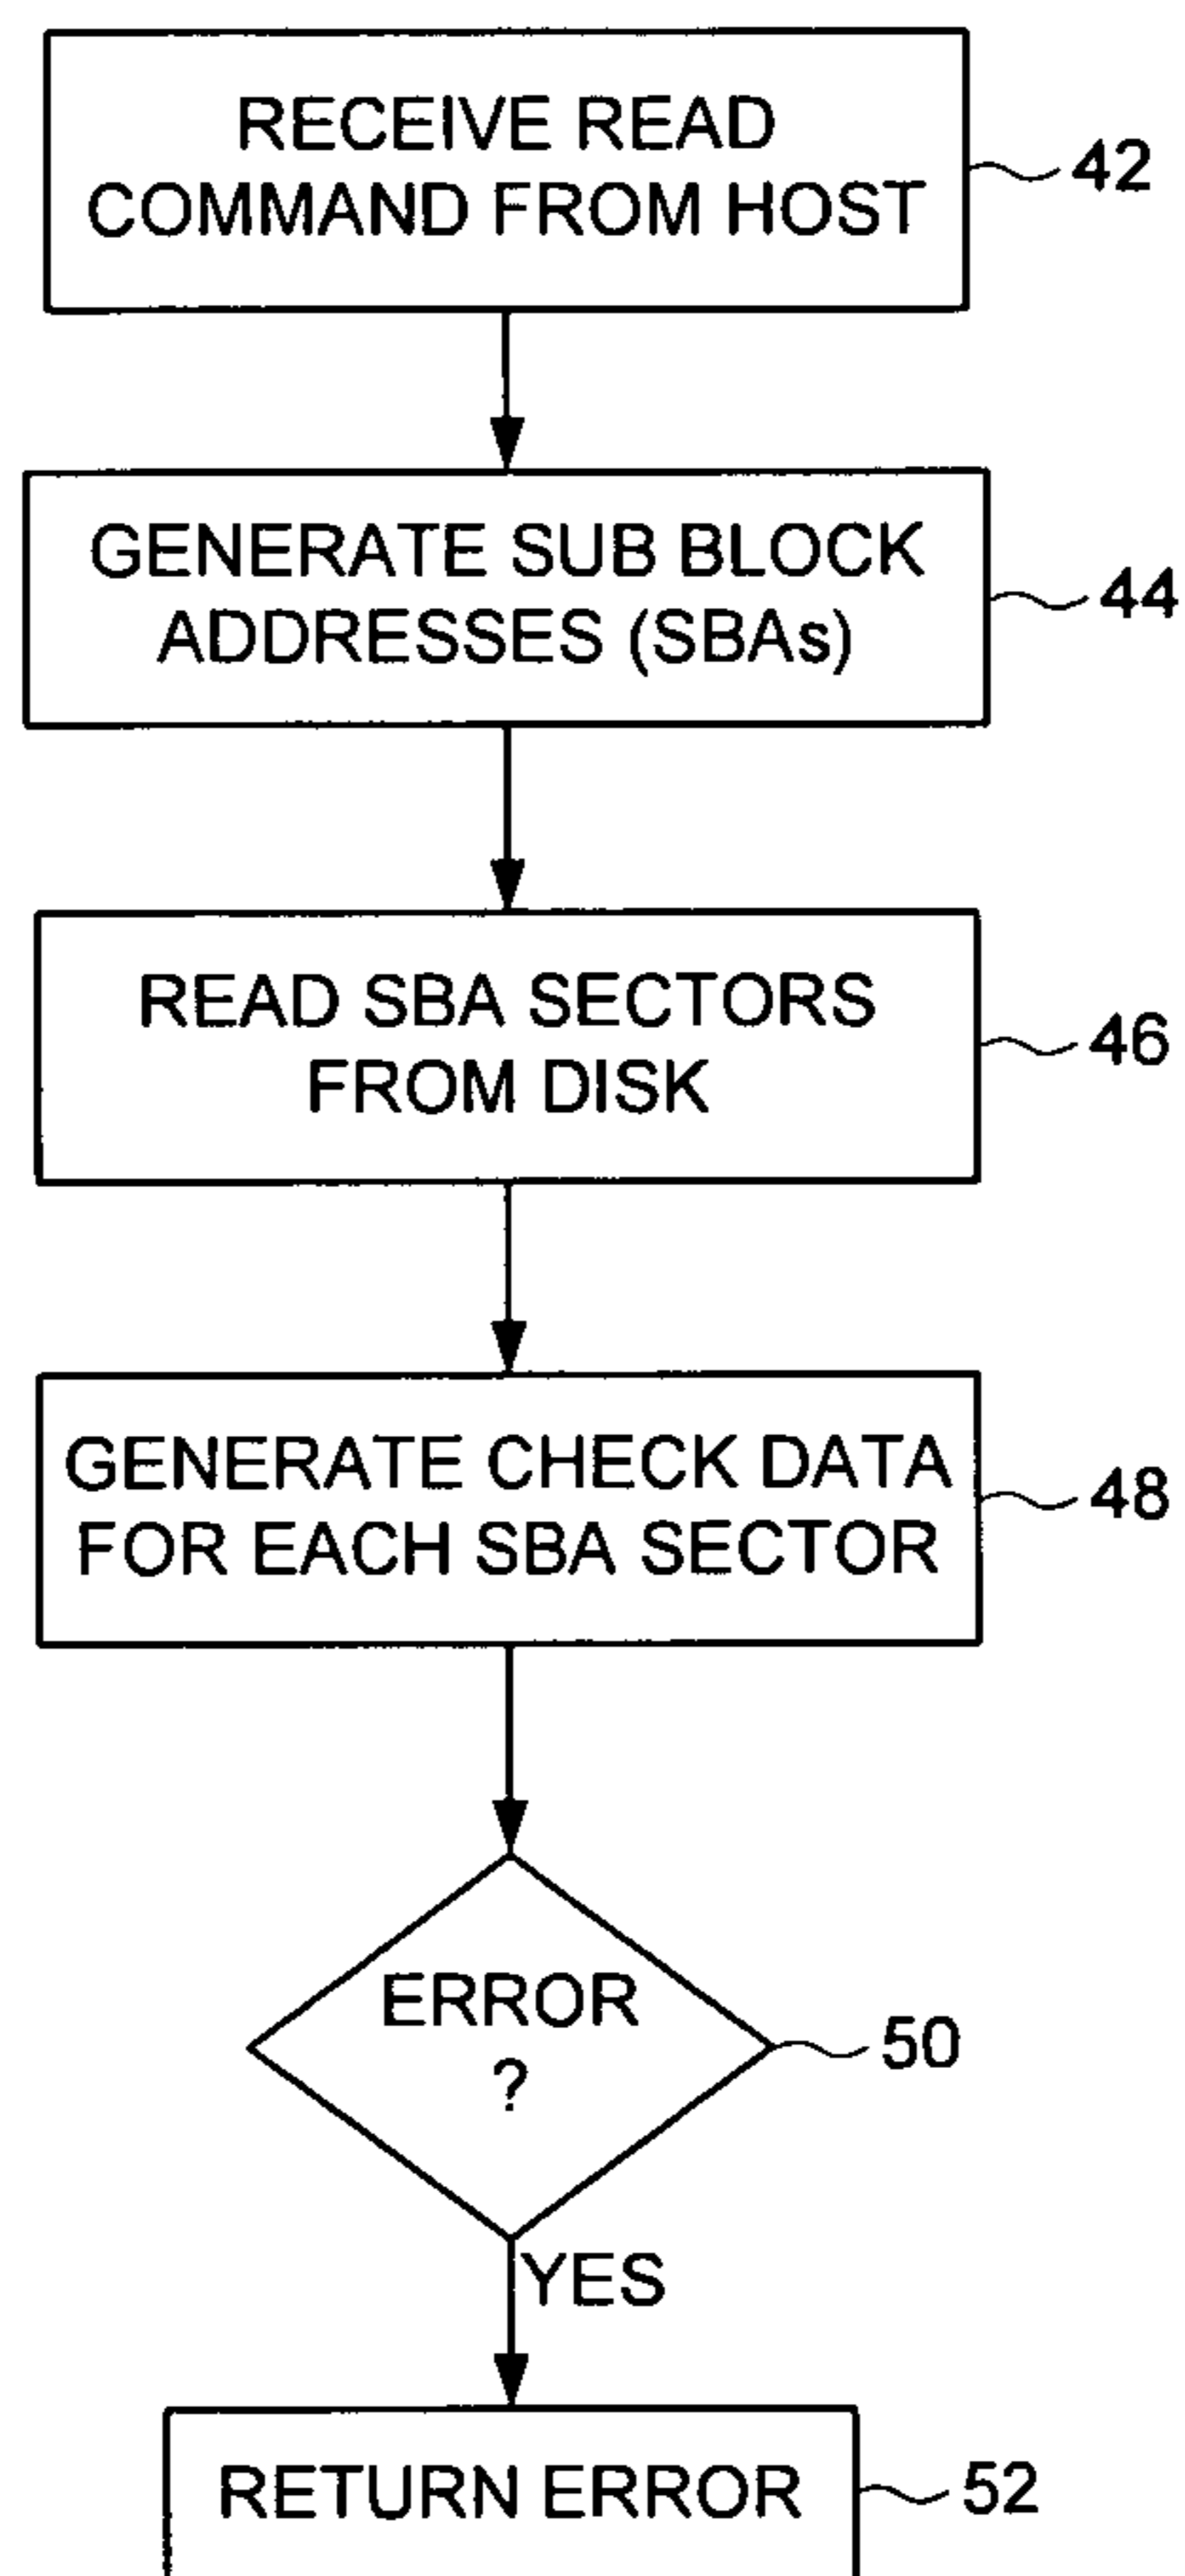 RECEIVE READ
COMMAND FROM HOST
42
GENERATE SUB BLOCK
ADDRESSES (SBAs)
44
READ SBA SECTORS
FROM DISK
46
GENERATE CHECK DATA
FOR EACH SBA SECTOR
48
ERROR
?
50
YES
RETURN ERROR
52